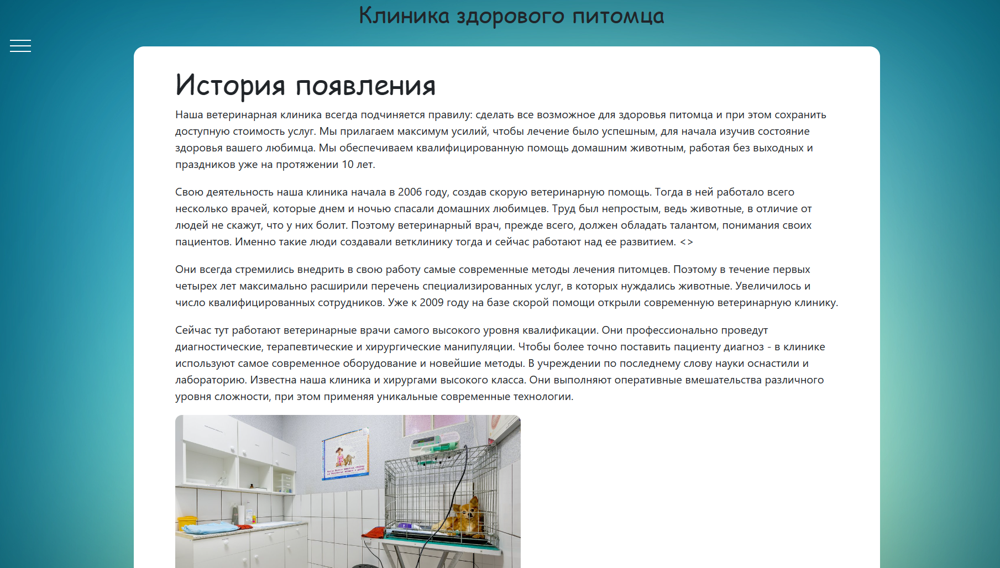 Клиника здорового питомца
История появления
Наша ветеринарная клиника всегда подчиняется правилу: сделать все возможное для здоровья питомца и при этом сохранить
доступную стоимость услуг. Мы прилагаем максимум усилий, чтобы лечение было успешным, для начала изучив состояние
здоровья вашего любимца. Мы обеспечиваем квалифицированную помощь домашним животным, работая без выходных и
праздников уже на протяжении 10 лет.
Свою деятельность наша клиника начала в 2006 году, создав скорую ветеринарную помощь. Тогда в ней работало всего
несколько врачей, которые днем и ночью спасали домашних любимцев. Труд был непростым, ведь животные, в отличие от
людей не скажут, что у них болит. Поэтому ветеринарный врач, прежде всего, должен обладать талантом, понимания своих
пациентов. Именно такие люди создавали ветклинику тогда и сейчас работают над ее развитием. <>
Они всегда стремились внедрить в свою работу самые современные методы лечения питомцев. Поэтому в течение первых
четырех лет максимально расширили перечень специализированных услуг, в которых нуждались животные. Увеличилось и
число квалифицированных сотрудников. Уже к 2009 году на базе скорой помощи открыли современную ветеринарную клинику.
Сейчас тут работают ветеринарные врачи самого высокого уровня квалификации. Они профессионально проведут
диагностические, терапевтические и хирургические манипуляции. Чтобы более точно поставить пациенту диагноз - в клинике
используют самое современное оборудование и новейшие методы. В учреждении по последнему слову науки оснастили и
лабораторию. Известна наша клиника и хирургами высокого класса. Они выполняют оперативные вмешательства различного
уровня сложности, при этом применяя уникальные современные технологии.